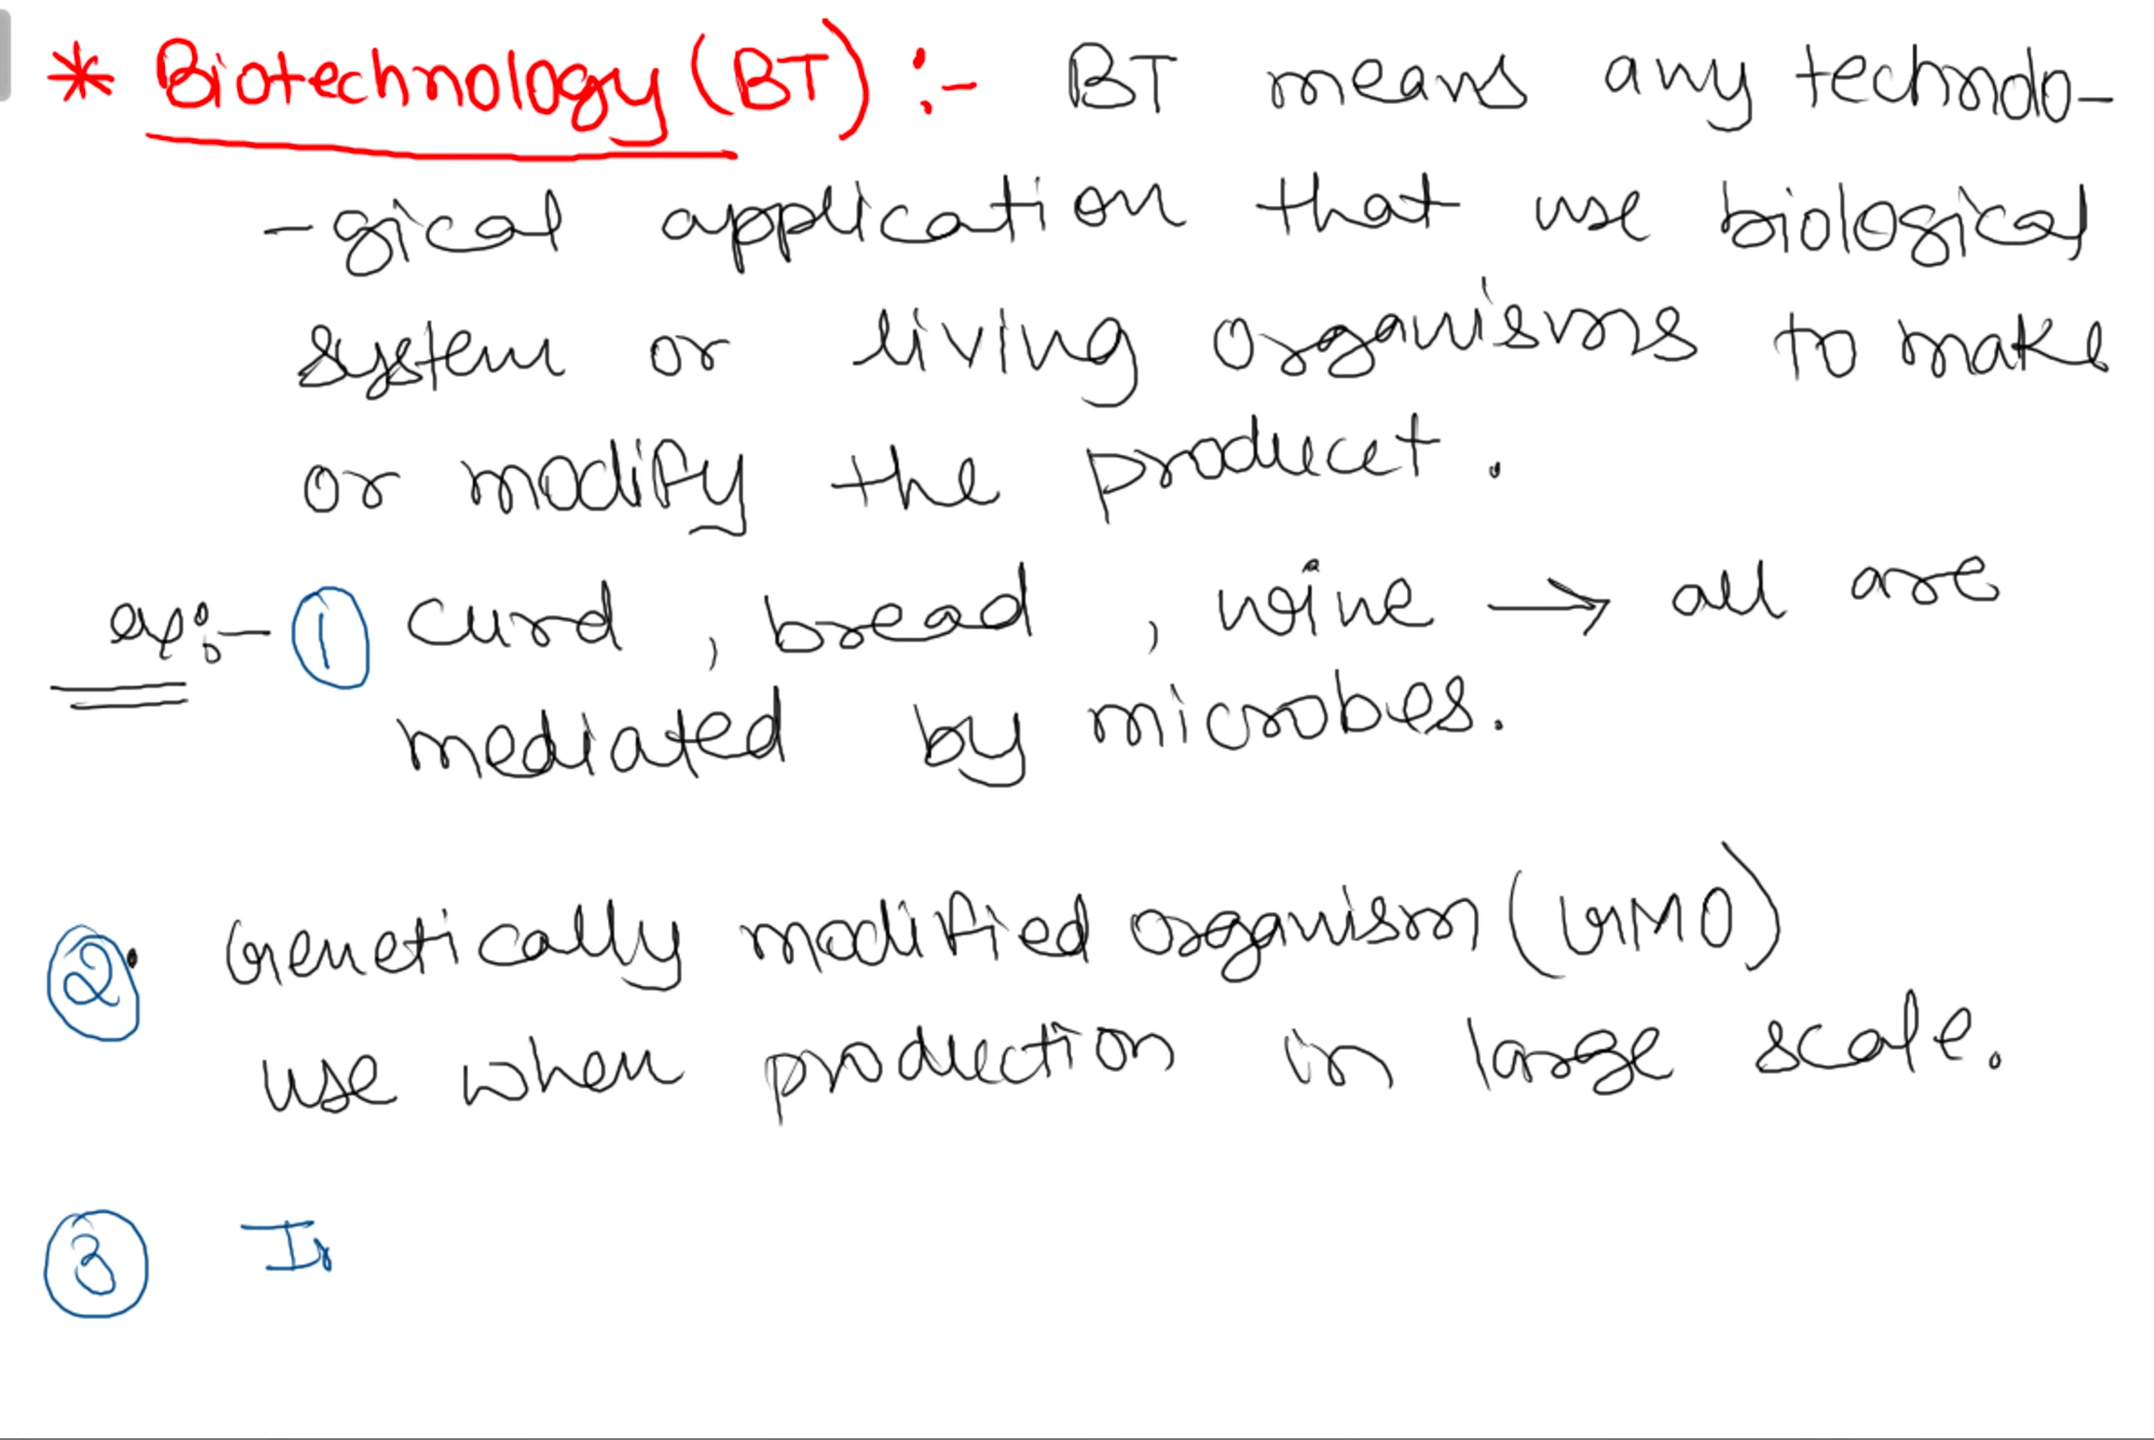 * Biotechnology (BT) :- BT means any technolo-
-gical application that use biological
system or living organisms to make
or modify the producet.
ex:- ① curd, bread, wine → all are
mediated by microbes.
②. Genetically modified organism (GMO)
use when production in large scale.
③ In